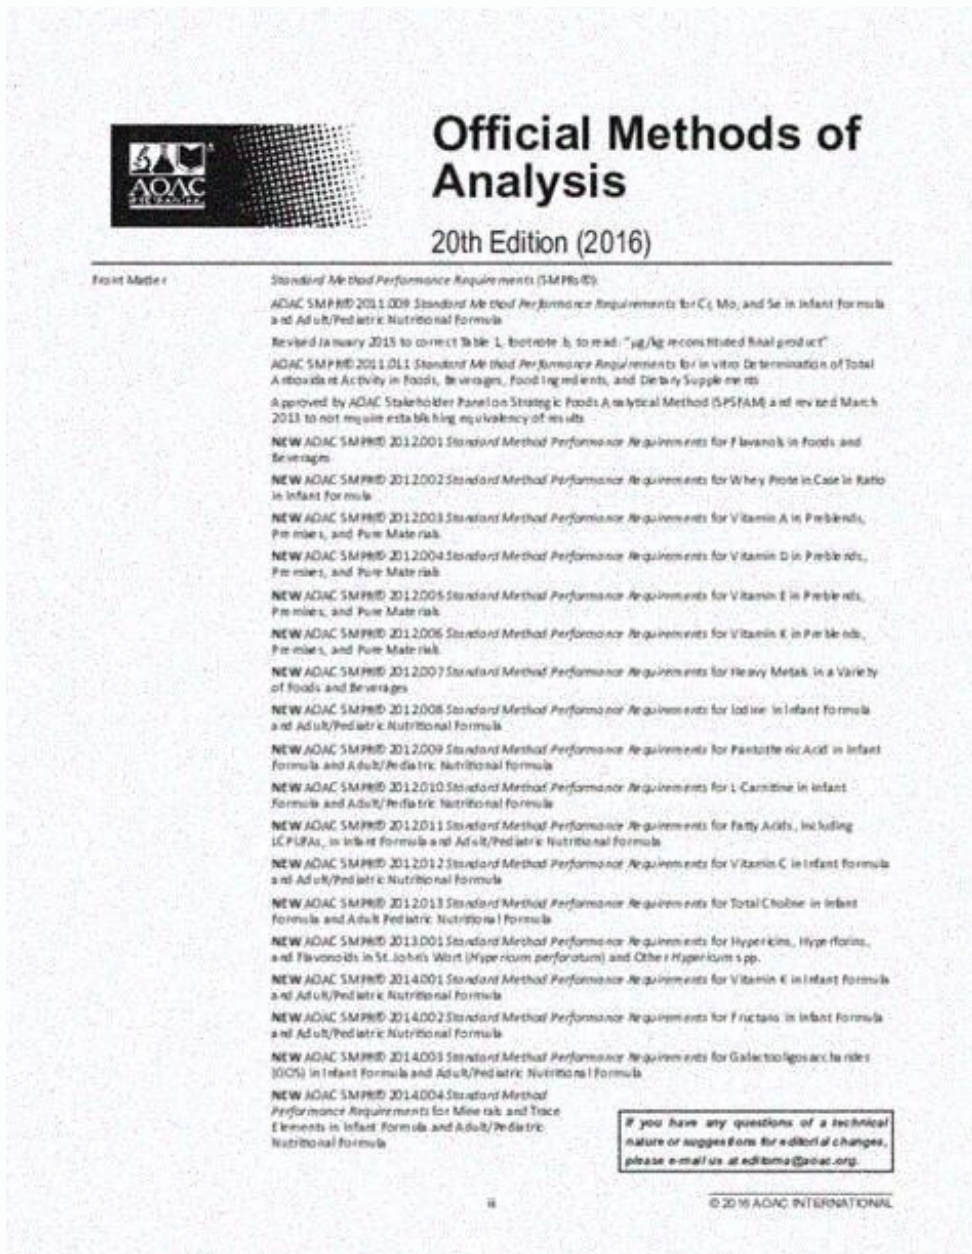 AOAC
INTERNATIONAL
Official Methods of
Analysis
20th Edition (2016)
Front Matter
Standard Method Performance Requirements (SMPRs®):
AOAC SMPR® 2011.009 Standard Method Performance Requirements for Cr, Mo, and Se in Infant Formula
and Adult/Pediatric Nutritional Formula
Revised January 2015 to correct Table 1, footnote b, to read: "µg/kg reconstituted final product"
AOAC SMPR® 2011.011 Standard Method Performance Requirements for in vitro Determination of Total
Antioxidant Activity in Foods, Beverages, Food Ingredients, and Dietary Supplements
Approved by AOAC Stakeholder Panel on Strategic Foods Analytical Method (SPSFAM) and revised March
2013 to not require establishing equivalency of results
NEW AOAC SMPR® 2012.001 Standard Method Performance Requirements for Flavanols in Foods and
Beverages
NEW AOAC SMPR® 2012.002 Standard Method Performance Requirements for Whey Protein:Casein Ratio
in Infant Formula
NEW AOAC SMPR® 2012.003 Standard Method Performance Requirements for Vitamin A in Preblends,
Premixes, and Pure Materials
NEW AOAC SMPR® 2012.004 Standard Method Performance Requirements for Vitamin D in Preblends,
Premixes, and Pure Materials
NEW AOAC SMPR® 2012.005 Standard Method Performance Requirements for Vitamin E in Preblends,
Premixes, and Pure Materials
NEW AOAC SMPR® 2012.006 Standard Method Performance Requirements for Vitamin K in Perblends,
Premixes, and Pure Materials
NEW AOAC SMPR® 2012.007 Standard Method Performance Requirements for Heavy Metals in a Variety
of Foods and Beverages
NEW AOAC SMPR® 2012.008 Standard Method Performance Requirements for Iodine in Infant Formula
and Adult/Pediatric Nutritional Formula
NEW AOAC SMPR® 2012.009 Standard Method Performance Requirements for Pantothenic Acid in Infant
Formula and Adult/Pediatric Nutritional Formula
NEW AOAC SMPR® 2012.010 Standard Method Performance Requirements for L-Carnitine in Infant
Formula and Adult/Pediatric Nutritional Formula
NEW AOAC SMPR® 2012.011 Standard Method Performance Requirements for Fatty Acids, Including
LCPUFAs, in Infant Formula and Adult/Pediatric Nutritional Formula
NEW AOAC SMPR® 2012.012 Standard Method Performance Requirements for Vitamin C in Infant Formula
and Adult/Pediatric Nutritional Formula
NEW AOAC SMPR® 2012.013 Standard Method Performance Requirements for Total Choline in Infant
Formula and Adult Pediatric Nutritional Formula
NEW AOAC SMPR® 2013.001 Standard Method Performance Requirements for Hypericins, Hyperforins,
and Flavonoids in St. John's Wort (Hypericum perforatum) and Other Hypericum spp.
NEW AOAC SMPR® 2014.001 Standard Method Performance Requirements for Vitamin K in Infant Formula
and Adult/Pediatric Nutritional Formula
NEW AOAC SMPR® 2014.002 Standard Method Performance Requirements for Fructans in Infant Formula
and Adult/Pediatric Nutritional Formula
NEW AOAC SMPR® 2014.003 Standard Method Performance Requirements for Galactooligosaccharides
(GOS) in Infant Formula and Adult/Pediatric Nutritional Formula
NEW AOAC SMPR® 2014.004 Standard Method
Performance Requirements for Minerals and Trace
Elements in Infant Formula and Adult/Pediatric
Nutritional Formula
If you have any questions of a technical
nature or suggestions for editorial changes,
please e-mail us at editoma@aoac.org.
© 2016 AOAC INTERNATIONAL